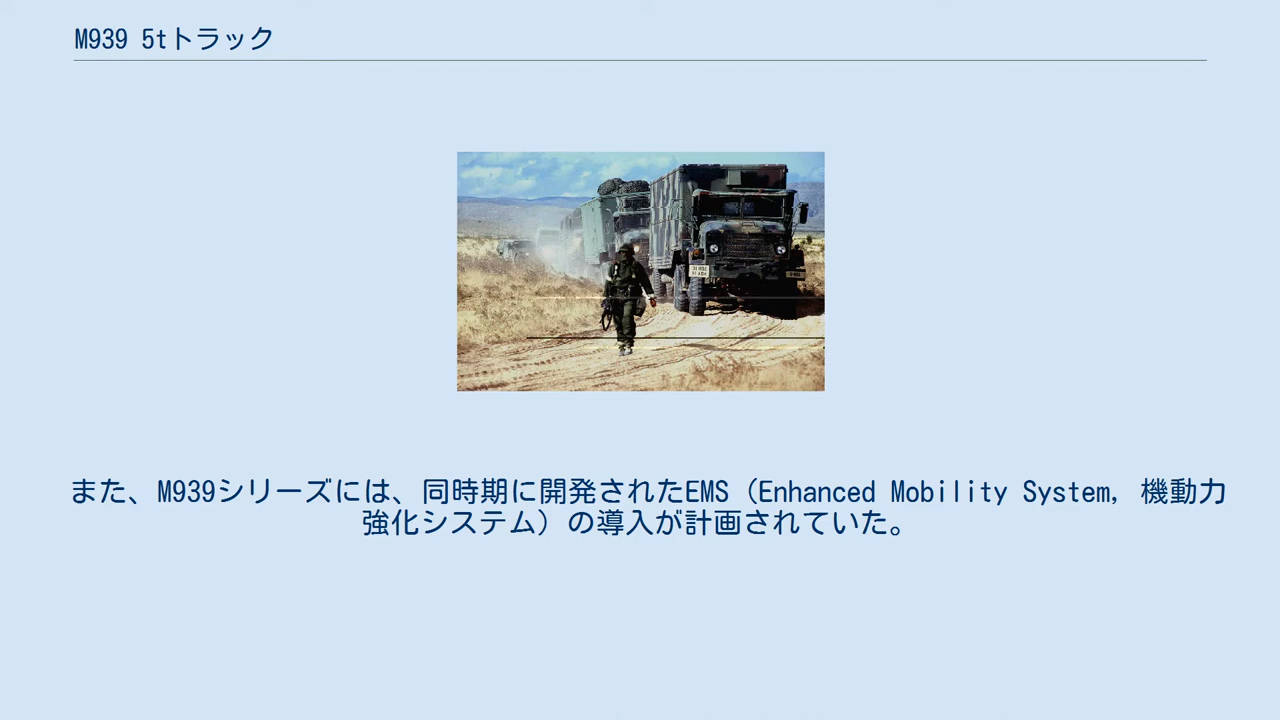 M939 5tトラック
また、M939シリーズには、同時期に開発されたEMS（Enhanced Mobility System, 機動力
強化システム）の導入が計画されていた。